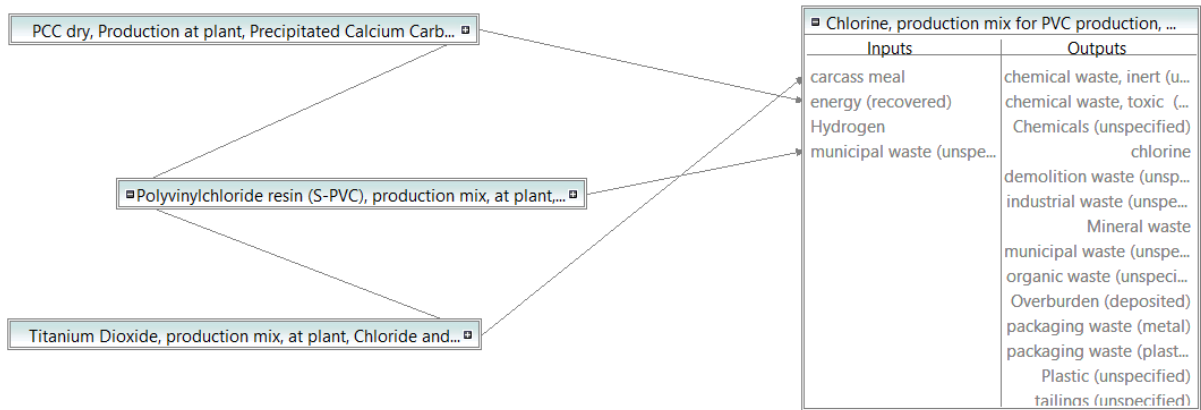 PCC dry, Production at plant, Precipitated Calcium Carb...
Polyvinylchloride resin (S-PVC), production mix, at plant,...
Titanium Dioxide, production mix, at plant, Chloride and...
Chlorine, production mix for PVC production, ...
Inputs
Outputs
carcass meal
chemical waste, inert (u...
energy (recovered)
chemical waste, toxic (...
Hydrogen
Chemicals (unspecified)
municipal waste (unspe...
chlorine
demolition waste (unsp...
industrial waste (unspe...
Mineral waste
municipal waste (unspe...
organic waste (unspeci...
Overburden (deposited)
packaging waste (metal)
packaging waste (plast...
Plastic (unspecified)
tailings (unspecified)